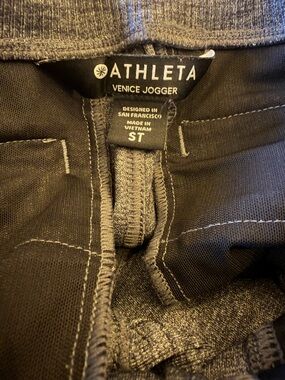 ATHLETA
VENICE JOGGER
DESIGNED IN
SAN FRANCISCO
MADE IN
VIETNAM
ST